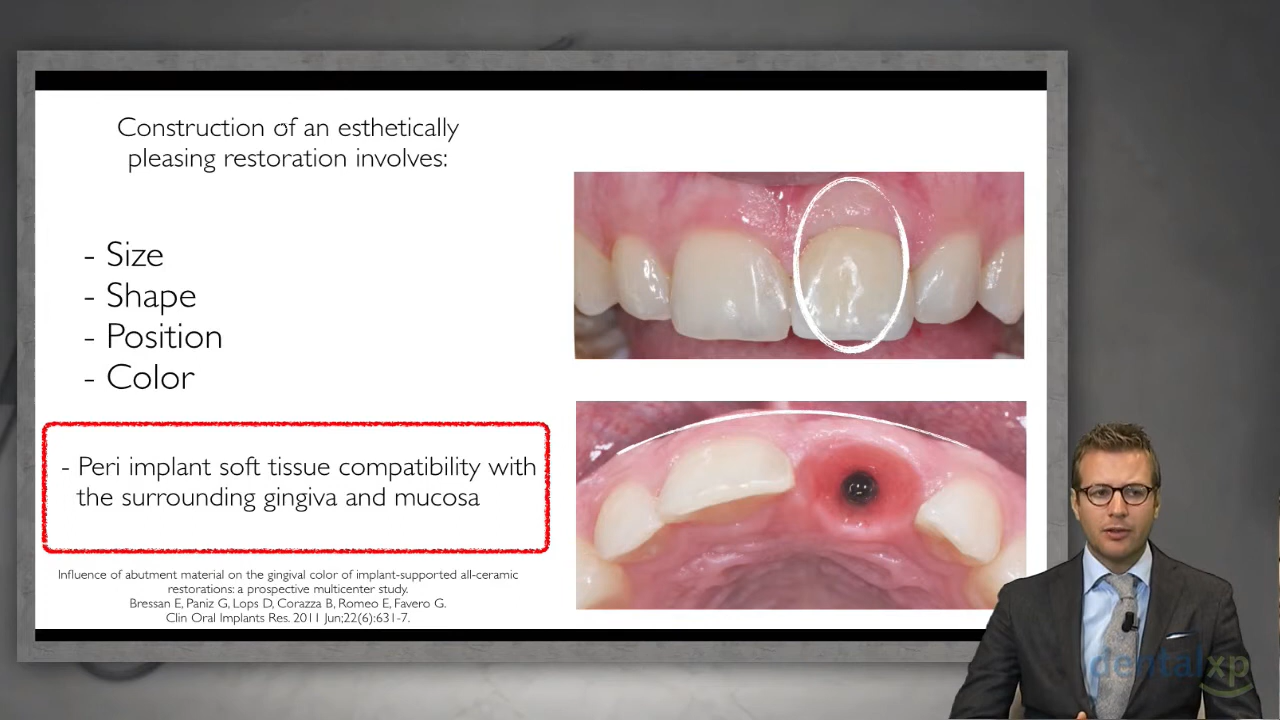 Construction of an esthetically
pleasing restoration involves:
- Size
- Shape
- Position
- Color
- Peri implant soft tissue compatibility with
the surrounding gingiva and mucosa
Influence of abutment material on the gingival color of implant-supported all-ceramic
restorations: a prospective multicenter study.
Bressan E, Paniz G, Lops D, Corazza B, Romeo E, Favero G.
Clin Oral Implants Res. 2011 Jun;22(6):631-7.
dentalxp